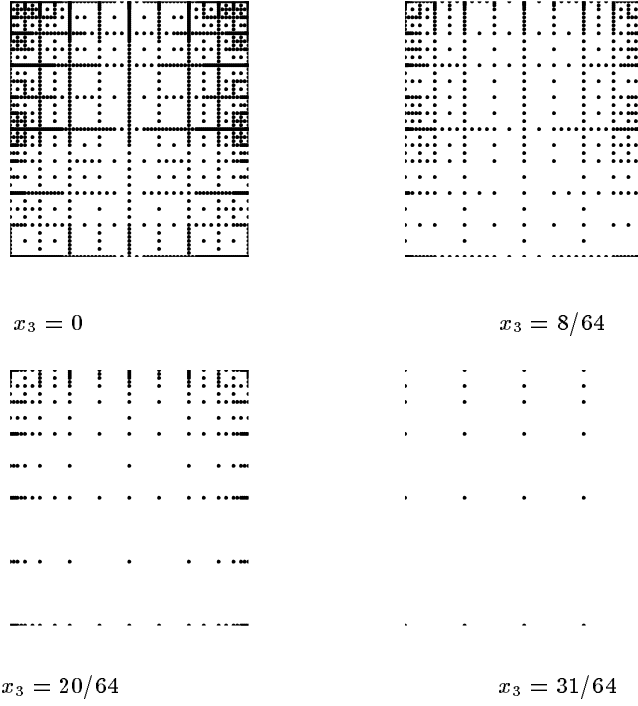 x₃ = 0
x₃ = 8/64
x₃ = 20/64
x₃ = 31/64